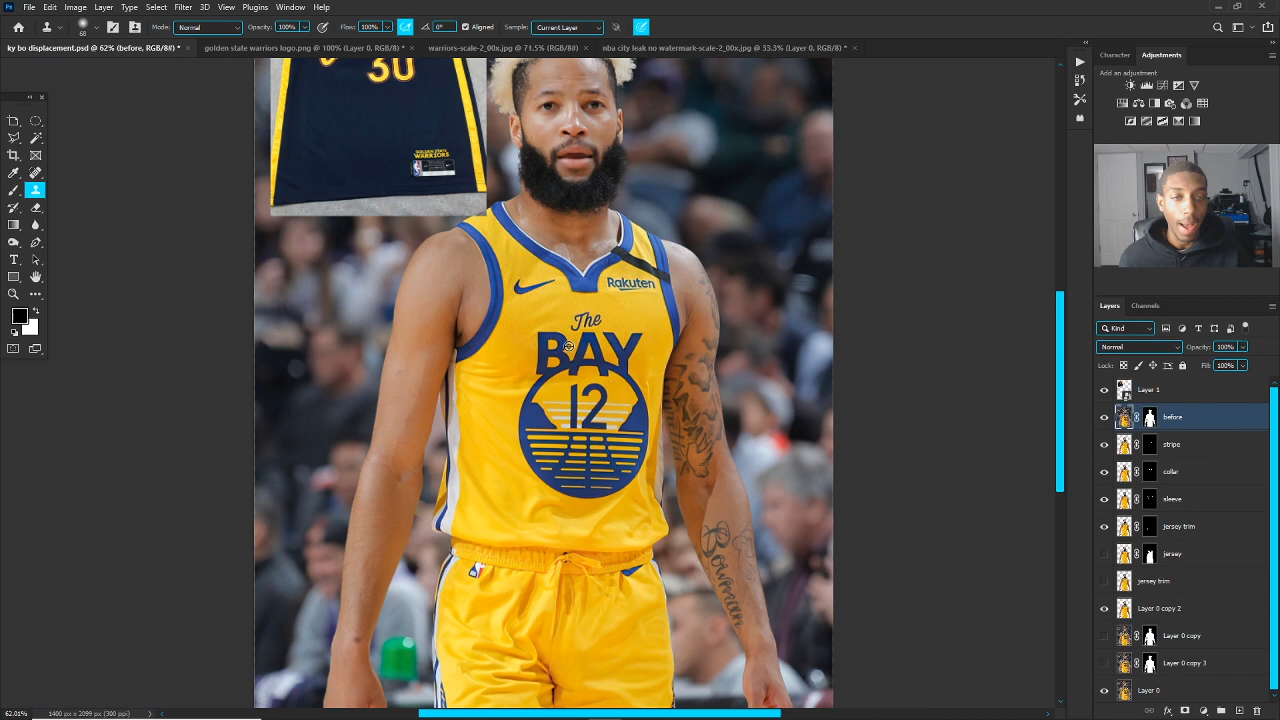 File Edit Image Layer Type Select Filter 3D View Plugins Window Help
68 Mode: Normal Opacity: 100% Flow: 100% 0° Aligned Sample: Current Layer
ky bo displacement.psd @ 62% (before, RGB/8#) * × golden state warriors logo.png @ 100% (Layer 0, RGB/8#) * × warriors-scale-2_00x.jpg @ 71.5% (RGB/8#) × nba city leak no watermark-scale-2_00x.jpg @ 33.3% (Layer 0, RGB/8#) * ×
30
GOLDEN STATE
WARRIORS
Rakuten
The
BAY
12
Bowman
Character Adjustments
Add an adjustment
Layers Channels
Kind
Normal Opacity: 100%
Lock: Fill: 100%
Layer 1
before
stripe
collar
sleeve
jersey trim
jersey
jersey trim
Layer 0 copy 2
Layer 0 copy
Layer 0 copy 3
Layer 0
62.01% 1400 px x 2099 px (300 ppi)